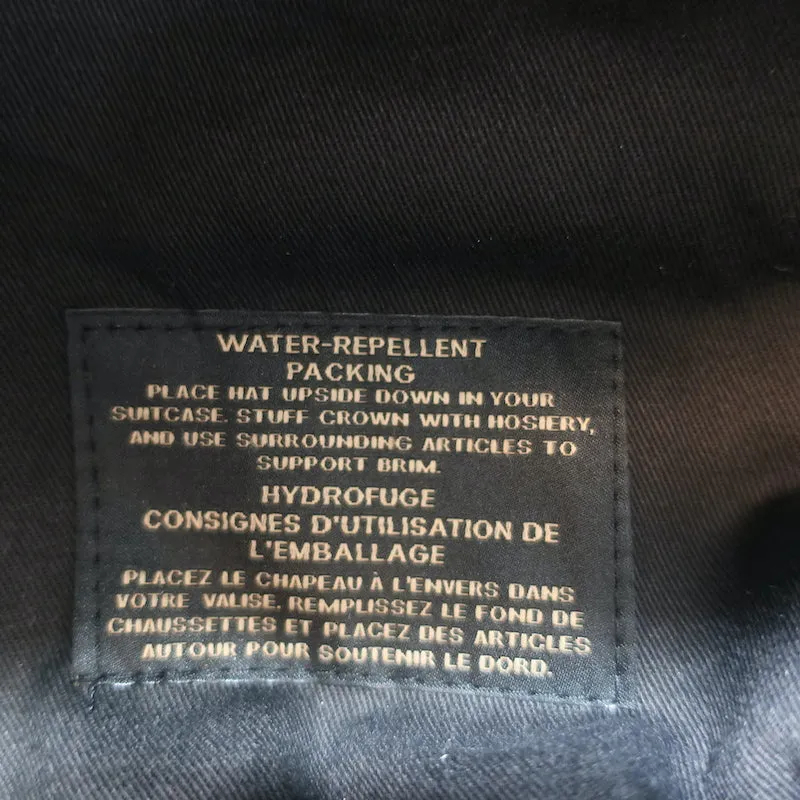 WATER-REPELLENT
PACKING
PLACE HAT UPSIDE DOWN IN YOUR
SUITCASE. STUFF CROWN WITH HOSIERY,
AND USE SURROUNDING ARTICLES TO
SUPPORT BRIM.
HYDROFUGE
CONSIGNES D'UTILISATION DE
L'EMBALLAGE
PLACEZ LE CHAPEAU À L'ENVERS DANS
VOTRE VALISE. REMPLISSEZ LE FOND DE
CHAUSSETTES ET PLACEZ DES ARTICLES
AUTOUR POUR SOUTENIR LE DORD.